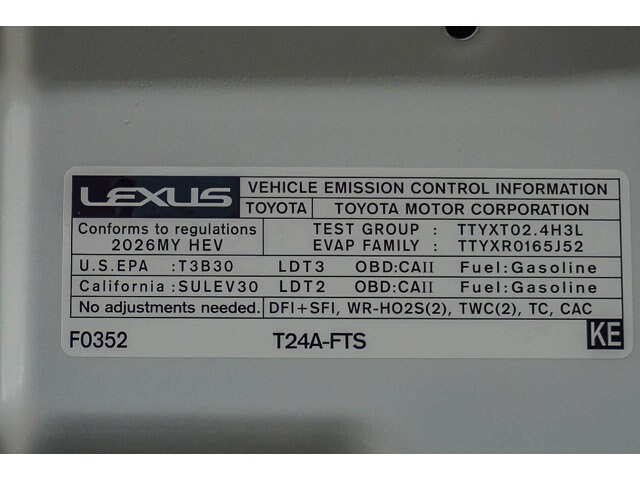 LEXUS VEHICLE EMISSION CONTROL INFORMATION
TOYOTA TOYOTA MOTOR CORPORATION
Conforms to regulations TEST GROUP : TTYXT02.4H3L
2026MY HEV EVAP FAMILY : TTYXR0165J52
U.S.EPA :T3B30 LDT3 OBD:CAII Fuel:Gasoline
California :SULEV30 LDT2 OBD:CAII Fuel:Gasoline
No adjustments needed. DFI+SFI, WR-HO2S(2), TWC(2), TC, CAC
F0352 T24A-FTS KE